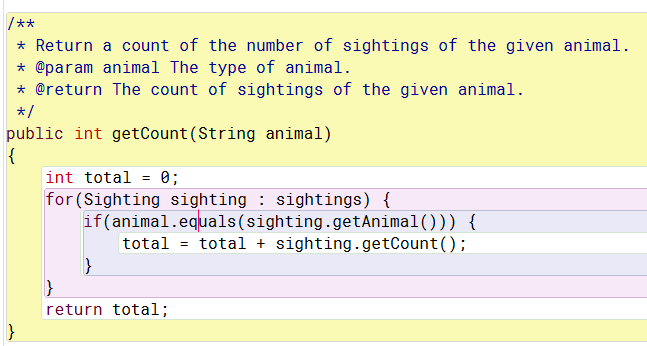 /**
 * Return a count of the number of sightings of the given animal.
 * @param animal The type of animal.
 * @return The count of sightings of the given animal.
 */
public int getCount(String animal)
{
    int total = 0;
    for(Sighting sighting : sightings) {
        if(animal.equals(sighting.getAnimal())) {
            total = total + sighting.getCount();
        }
    }
    return total;
}